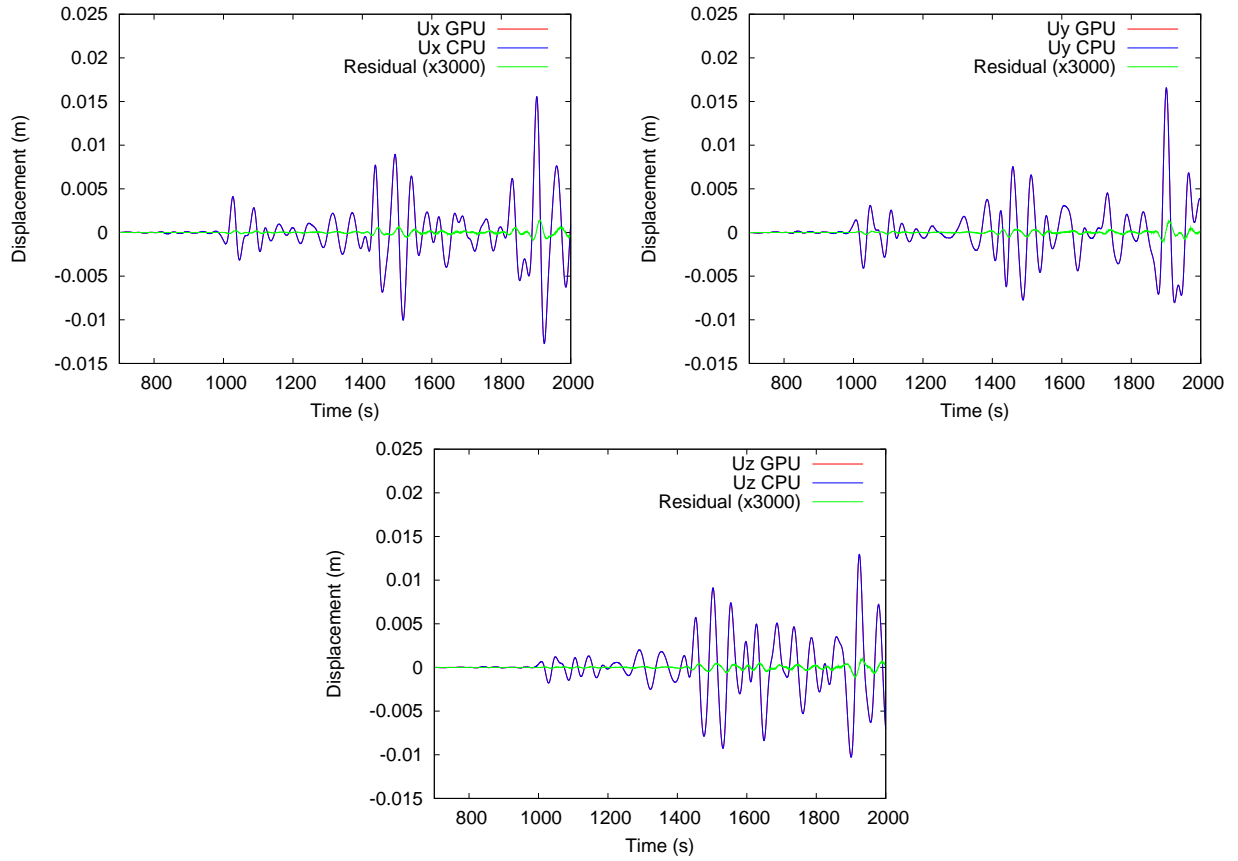 0.025
0.02
0.015
0.01
0.005
0
-0.005
-0.01
-0.015
800 1000 1200 1400 1600 1800 2000
Displacement (m)
Time (s)
Ux GPU
Ux CPU
Residual (x3000)
0.025
0.02
0.015
0.01
0.005
0
-0.005
-0.01
-0.015
800 1000 1200 1400 1600 1800 2000
Displacement (m)
Time (s)
Uy GPU
Uy CPU
Residual (x3000)
0.025
0.02
0.015
0.01
0.005
0
-0.005
-0.01
-0.015
800 1000 1200 1400 1600 1800 2000
Displacement (m)
Time (s)
Uz GPU
Uz CPU
Residual (x3000)